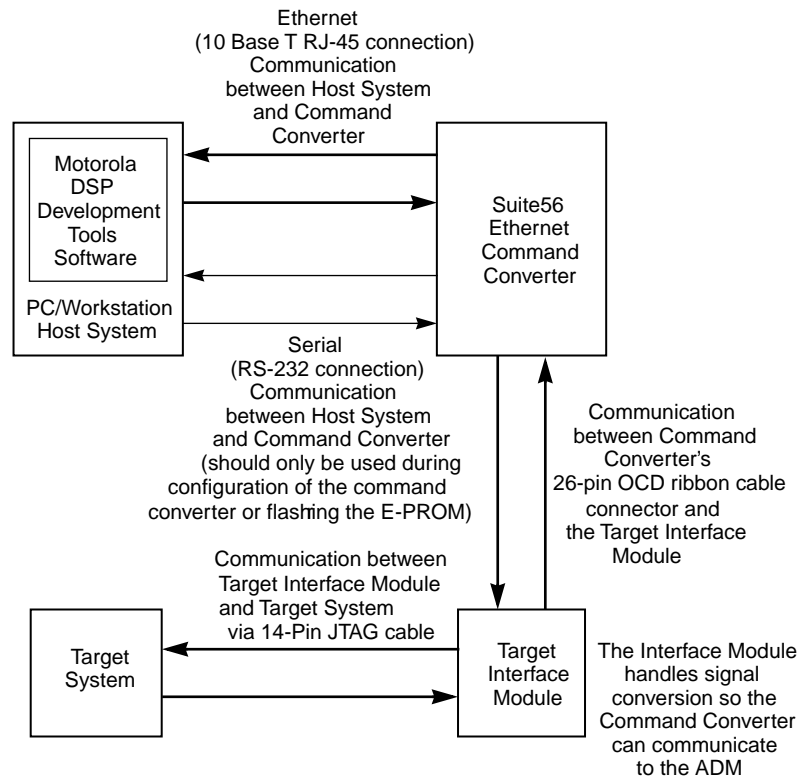 Ethernet
(10 Base T RJ-45 connection)
Communication
between Host System
and Command
Converter
Motorola
DSP
Development
Tools
Software
PC/Workstation
Host System
Suite56
Ethernet
Command
Converter
Serial
(RS-232 connection)
Communication
between Host System
and Command Converter
(should only be used during
configuration of the command
converter or flashing the E-PROM)
Communication
between Command
Converter's
26-pin OCD ribbon cable
connector and
the Target Interface
Module
Communication between
Target Interface Module
and Target System
via 14-Pin JTAG cable
Target
System
Target
Interface
Module
The Interface Module
handles signal
conversion so the
Command Converter
can communicate
to the ADM